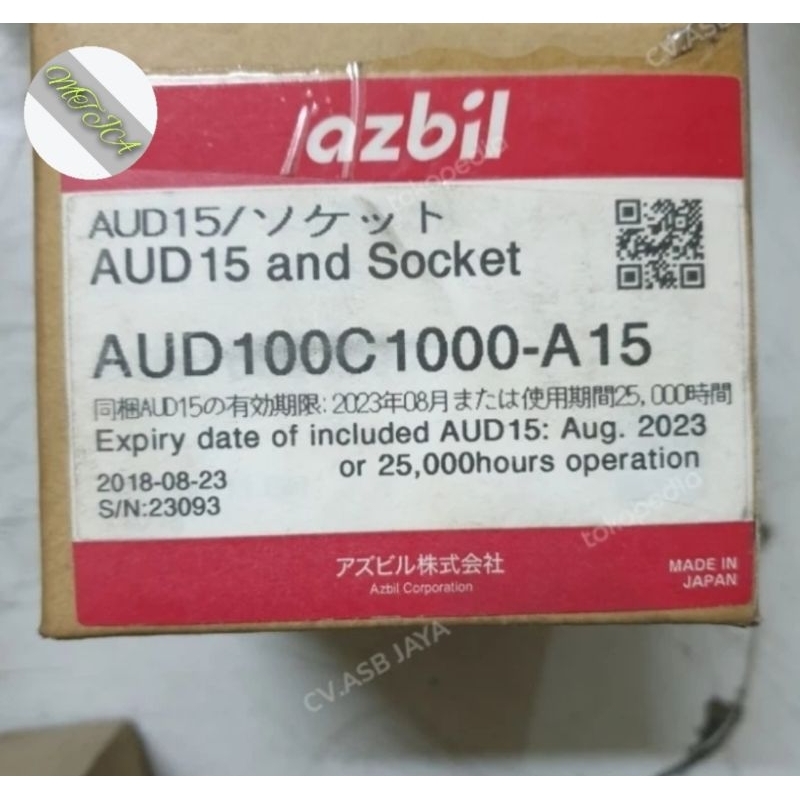 METICA
azbil
AUD15/ソケット
AUD15 and Socket
AUD100C1000-A15
同梱AUD15の有効期限: 2023年08月または使用期間25,000時間
Expiry date of included AUD15: Aug. 2023
or 25,000hours operation
2018-08-23
S/N:23093
アズビル株式会社
Azbil Corporation
MADE IN
JAPAN
CV.ASB JAYA
tokopedia
tokopedia